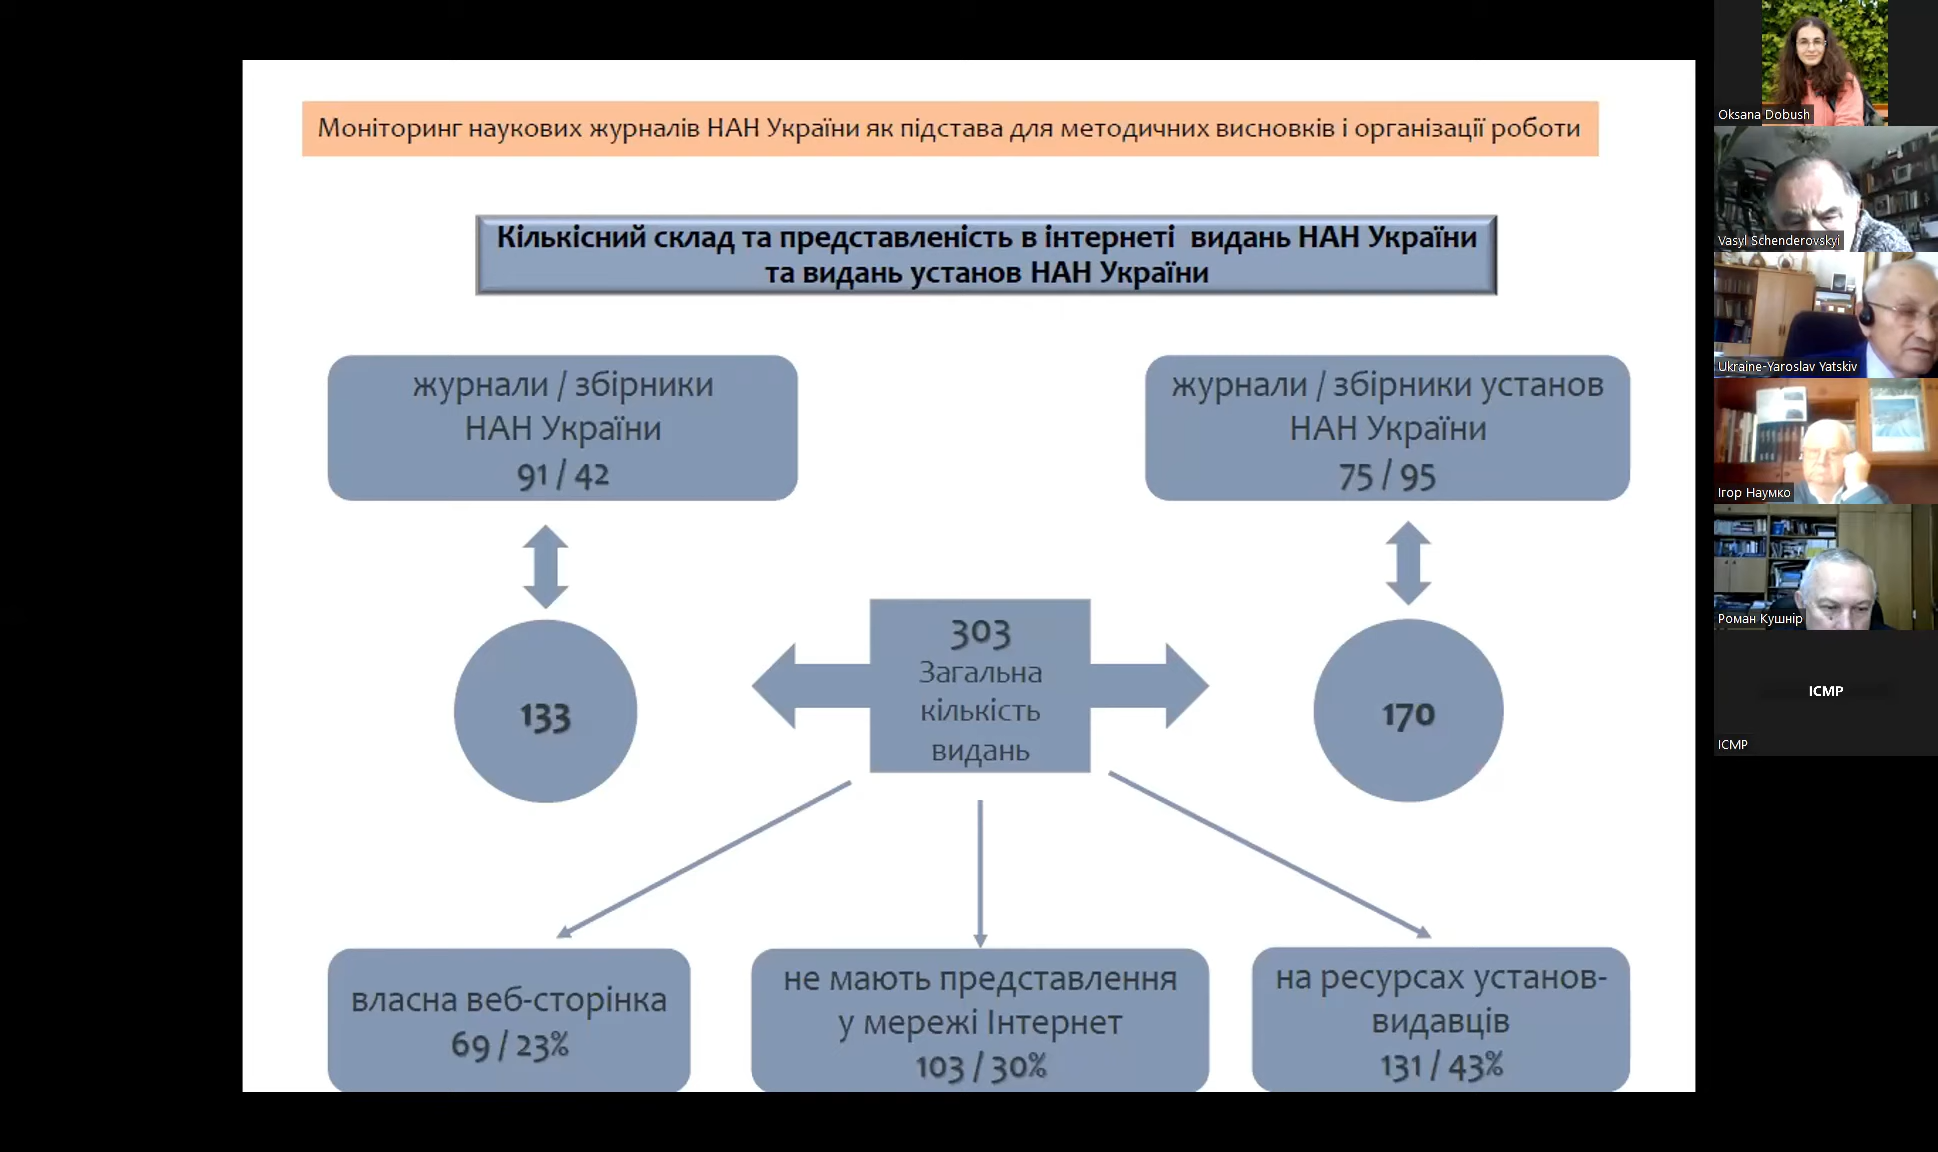 Моніторинг наукових журналів НАН України як підстава для методичних висновків і організації роботи
Кількісний склад та представленість в інтернеті видань НАН України
та видань установ НАН України
журнали / збірники
НАН України
91 / 42
журнали / збірники установ
НАН України
75 / 95
133
303
Загальна
кількість
видань
170
власна веб-сторінка
69 / 23%
не мають представлення
у мережі Інтернет
103 / 30%
на ресурсах установ-
видавців
131 / 43%
Oksana Dobush
Vasyl Schenderovskyi
Ukraine-Yaroslav Yatskiv
Ігор Наумко
Роман Кушнір
ICMP
ICMP